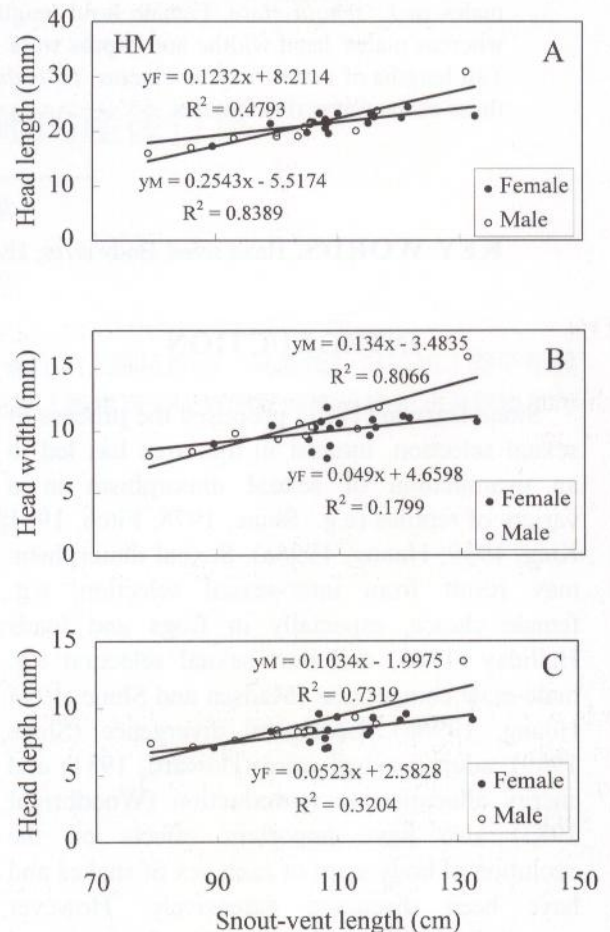 40
30
20
10
0
Head length (mm)
HM
A
yF = 0.1232x + 8.2114
R² = 0.4793
yM = 0.2543x - 5.5174
R² = 0.8389
Female
Male
15
10
5
0
Head width (mm)
B
yM = 0.134x - 3.4835
R² = 0.8066
yF = 0.049x + 4.6598
R² = 0.1799
Female
Male
15
10
5
0
Head depth (mm)
C
yM = 0.1034x - 1.9975
R² = 0.7319
yF = 0.0523x + 2.5828
R² = 0.3204
Female
Male
70 90 110 130 150
Snout-vent length (cm)